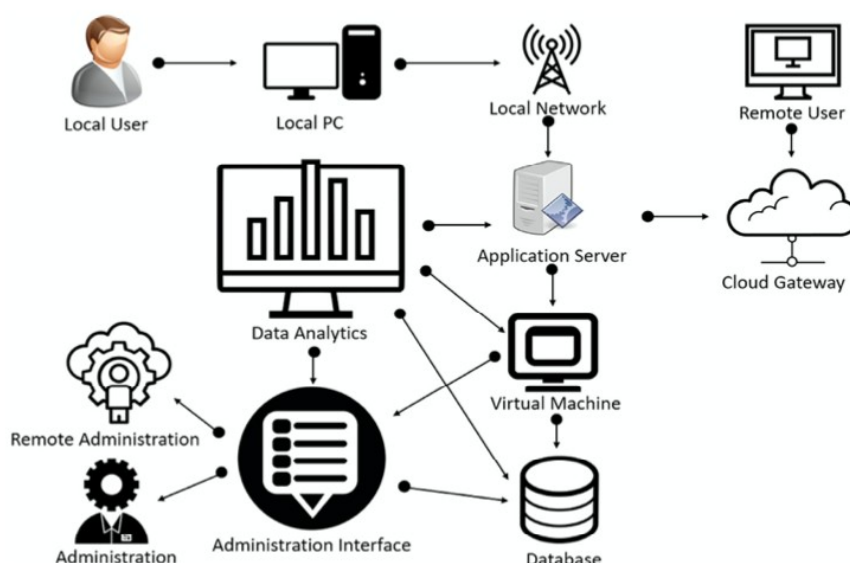 Local User
Local PC
Local Network
Remote User
Application Server
Cloud Gateway
Data Analytics
Virtual Machine
Remote Administration
Administration
Administration Interface
Database